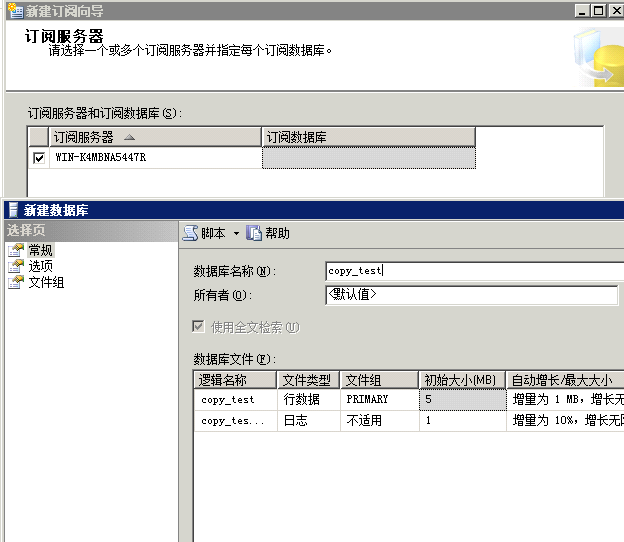 新建订阅向导
订阅服务器
请选择一个或多个订阅服务器并指定每个订阅数据库。
订阅服务器和订阅数据库(S):
订阅服务器 订阅数据库
WIN-K4MBNA5447R
新建数据库
选择页
常规
选项
文件组
脚本 帮助
数据库名称(N): copy_test
所有者(O): <默认值>
使用全文检索(U)
数据库文件(F):
逻辑名称 文件类型 文件组 初始大小(MB) 自动增长/最大大小
copy_test 行数据 PRIMARY 5 增量为 1 MB，增长无
copy_tes... 日志 不适用 1 增量为 10%，增长无限